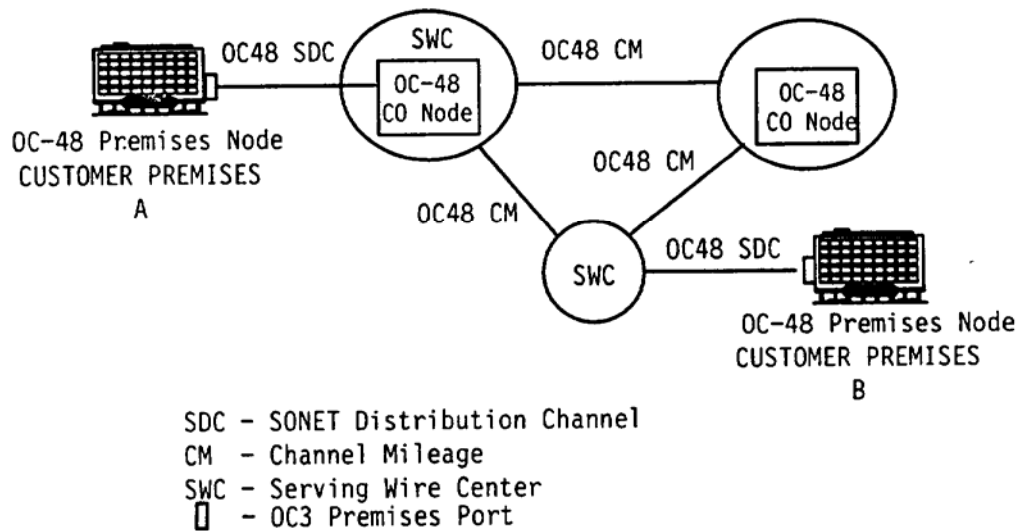 OC48 SDC
SWC
OC-48
CO Node
OC48 CM
OC-48
CO Node
OC-48 Premises Node
CUSTOMER PREMISES
A
OC48 CM
OC48 CM
SWC
OC48 SDC
OC-48 Premises Node
CUSTOMER PREMISES
B
SDC - SONET Distribution Channel
CM - Channel Mileage
SWC - Serving Wire Center
- OC3 Premises Port